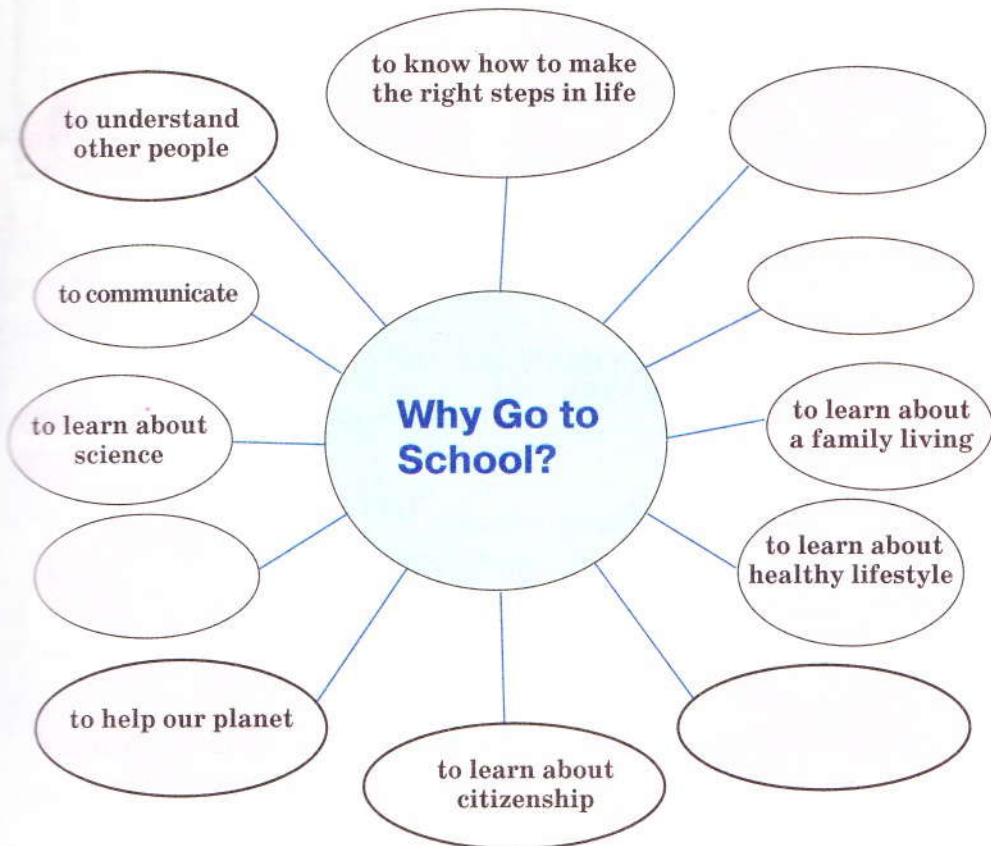 to know how to make
the right steps in life
to understand
other people
to communicate
Why Go to
School?
to learn about
science
to learn about
a family living
to learn about
healthy lifestyle
to help our planet
to learn about
citizenship